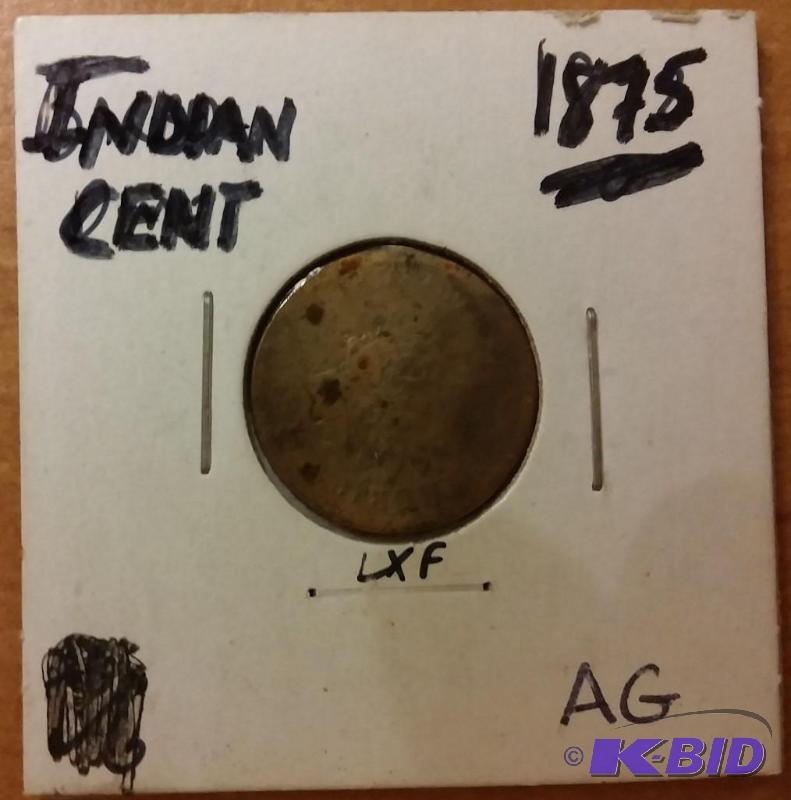 INDIAN
CENT
1875
LXF
AG
© K-BID